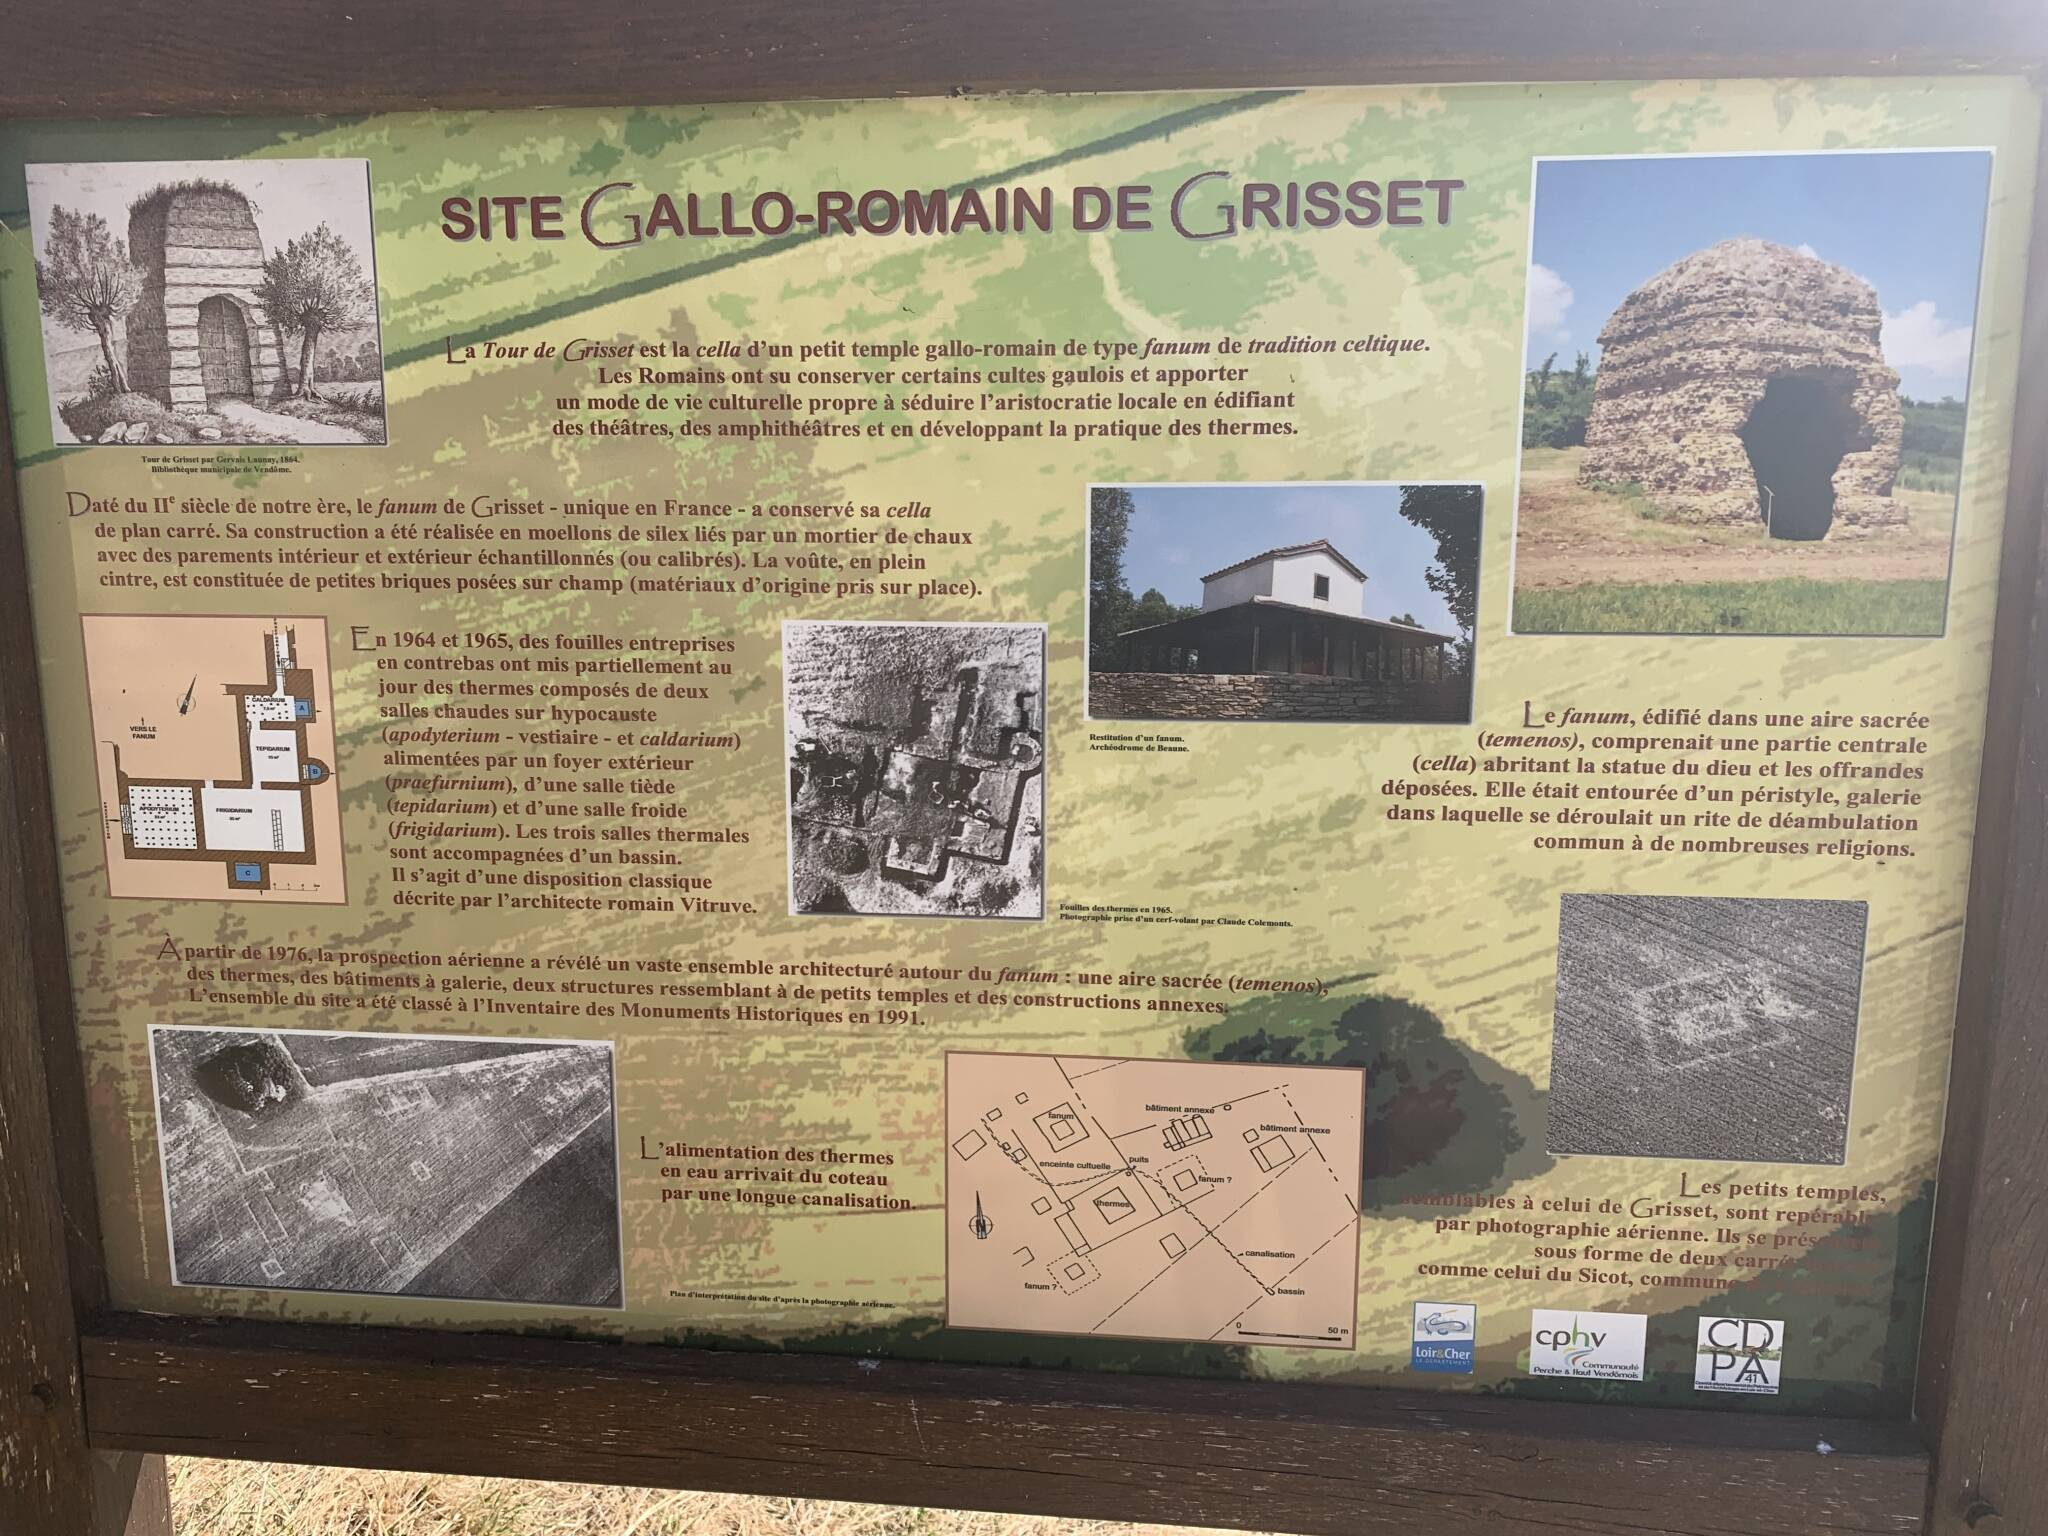 SITE GALLO-ROMAIN DE GRISSET
La Tour de Grisset est la cella d'un petit temple gallo-romain de type fanum de tradition celtique.
Les Romains ont su conserver certains cultes gaulois et apporter
un mode de vie culturelle propre à séduire l'aristocratie locale en édifiant
des théâtres, des amphithéâtres et en développant la pratique des thermes.
Tour de Grisset par Gervais Launay, 1864.
Bibliothèque municipale de Vendôme.
Daté du IIe siècle de notre ère, le fanum de Grisset - unique en France - a conservé sa cella
de plan carré. Sa construction a été réalisée en moellons de silex liés par un mortier de chaux
avec des parements intérieur et extérieur échantillonnés (ou calibrés). La voûte, en plein
cintre, est constituée de petites briques posées sur champ (matériaux d'origine pris sur place).
VERS LE
FANUM
CALDARIUM
A
TEPIDARIUM
B
APODYTERIUM
FRIGIDARIUM
C
En 1964 et 1965, des fouilles entreprises
en contrebas ont mis partiellement au
jour des thermes composés de deux
salles chaudes sur hypocauste
(apodyterium - vestiaire - et caldarium)
alimentées par un foyer extérieur
(praefurnium), d'une salle tiède
(tepidarium) et d'une salle froide
(frigidarium). Les trois salles thermales
sont accompagnées d'un bassin.
Il s'agit d'une disposition classique
décrite par l'architecte romain Vitruve.
Restitution d'un fanum.
Archéodrome de Beaune.
Fouilles des thermes en 1965.
Photographie prise d'un cerf-volant par Claude Colemonts.
Le fanum, édifié dans une aire sacrée
(temenos), comprenait une partie centrale
(cella) abritant la statue du dieu et les offrandes
déposées. Elle était entourée d'un péristyle, galerie
dans laquelle se déroulait un rite de déambulation
commun à de nombreuses religions.
À partir de 1976, la prospection aérienne a révélé un vaste ensemble architecturé autour du fanum : une aire sacrée (temenos),
des thermes, des bâtiments à galerie, deux structures ressemblant à de petits temples et des constructions annexes.
L'ensemble du site a été classé à l'Inventaire des Monuments Historiques en 1991.
L'alimentation des thermes
en eau arrivait du coteau
par une longue canalisation.
Plan d'interprétation du site d'après la photographie aérienne.
fanum
bâtiment annexe
bâtiment annexe
enceinte cultuelle
puits
fanum ?
thermes
N
canalisation
fanum ?
bassin
0 50 m
Les petits temples,
semblables à celui de Grisset, sont
par photographie aérienne. Ils se
sous forme de deux
comme celui du Sicot, commune
Loir&Cher
LE DÉPARTEMENT
cphv
Communauté
Perche & Haut Vendômois
CD
PA
41